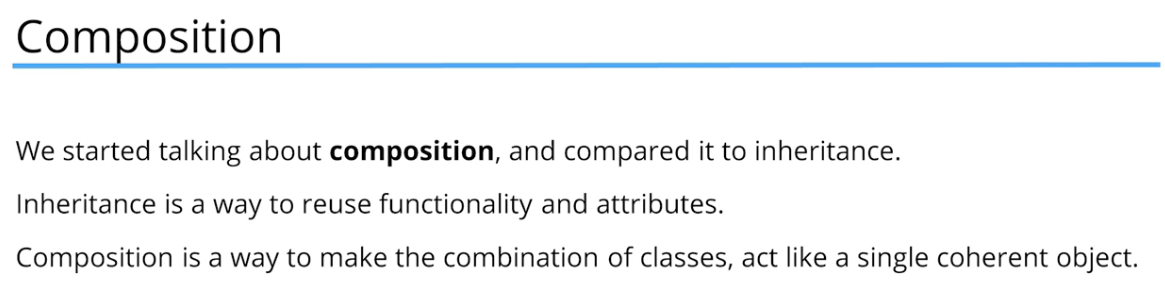 Composition
We started talking about composition, and compared it to inheritance.
Inheritance is a way to reuse functionality and attributes.
Composition is a way to make the combination of classes, act like a single coherent object.